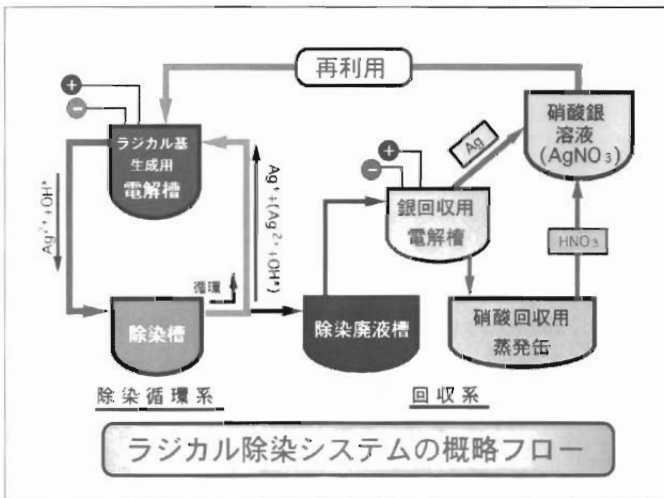 再利用
+
−
ラジカル基
生成用
電解槽
Ag²⁺+OH*
Ag⁺+(Ag²⁺+OH*)
循環
除染槽
除染循環系
除染廃液槽
+
−
銀回収用
電解槽
Ag
硝酸銀
溶液
(AgNO₃)
HNO₃
硝酸回収用
蒸発缶
回収系
ラジカル除染システムの概略フロー